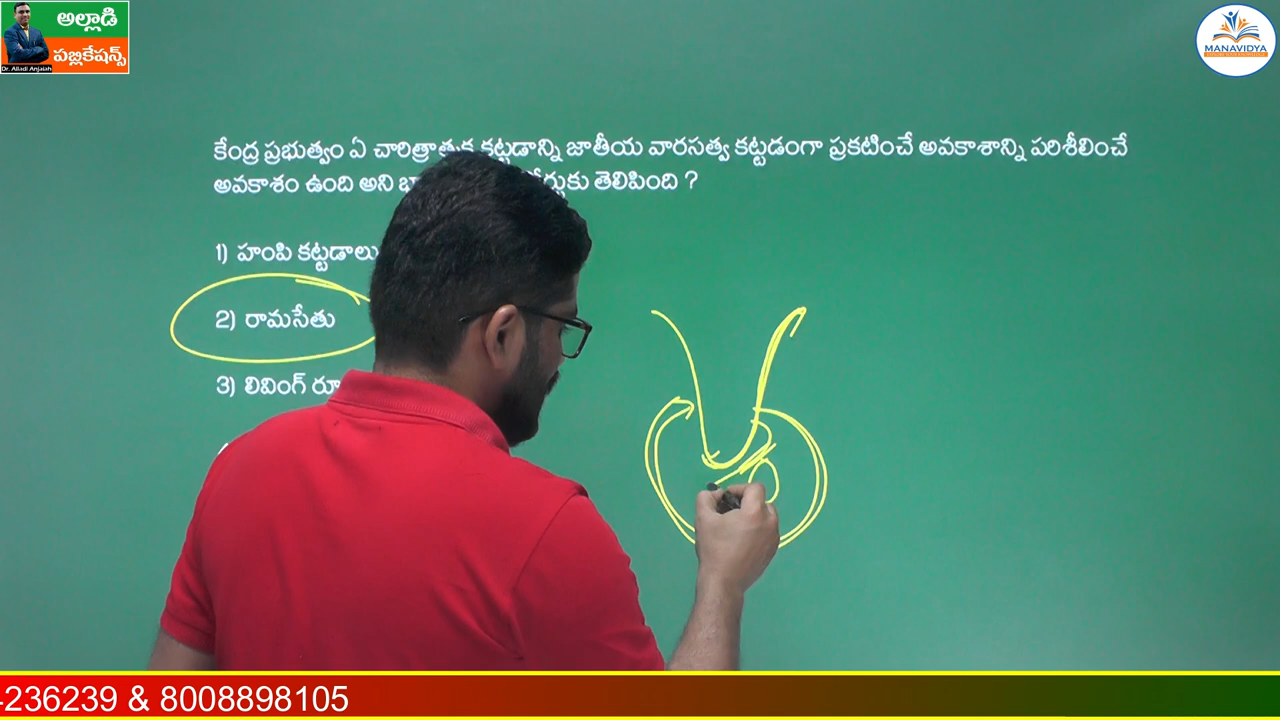 అల్లాడి
పబ్లికేషన్స్
Dr. Alladi Anjaiah
MANAVIDYA
కేంద్ర ప్రభుత్వం ఏ చారిత్రాత్మక కట్టడాన్ని జాతీయ వారసత్వ కట్టడంగా ప్రకటించే అవకాశాన్ని పరిశీలించే
అవకాశం ఉంది అని కోర్టుకు తెలిపింది ?
1) హంపి కట్టడాలు
2) రామసేతు
3) లివింగ్
236239 & 8008898105